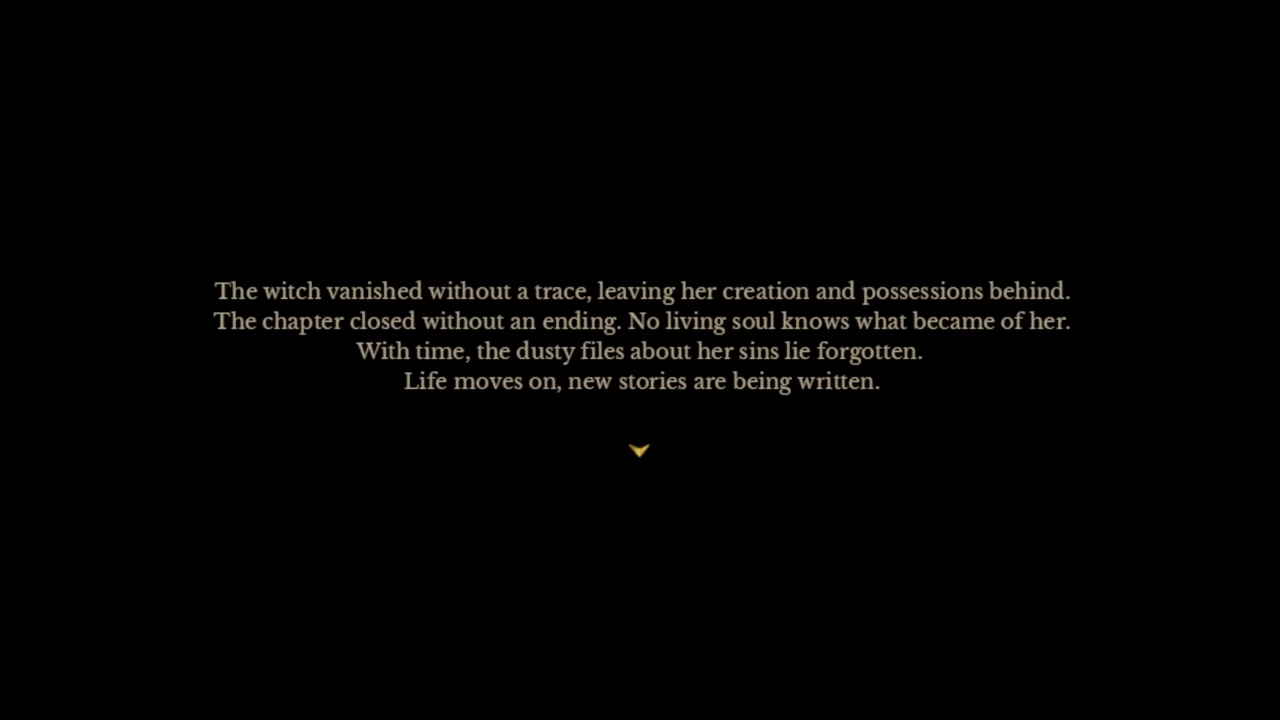 The witch vanished without a trace, leaving her creation and possessions behind.
The chapter closed without an ending. No living soul knows what became of her.
With time, the dusty files about her sins lie forgotten.
Life moves on, new stories are being written.